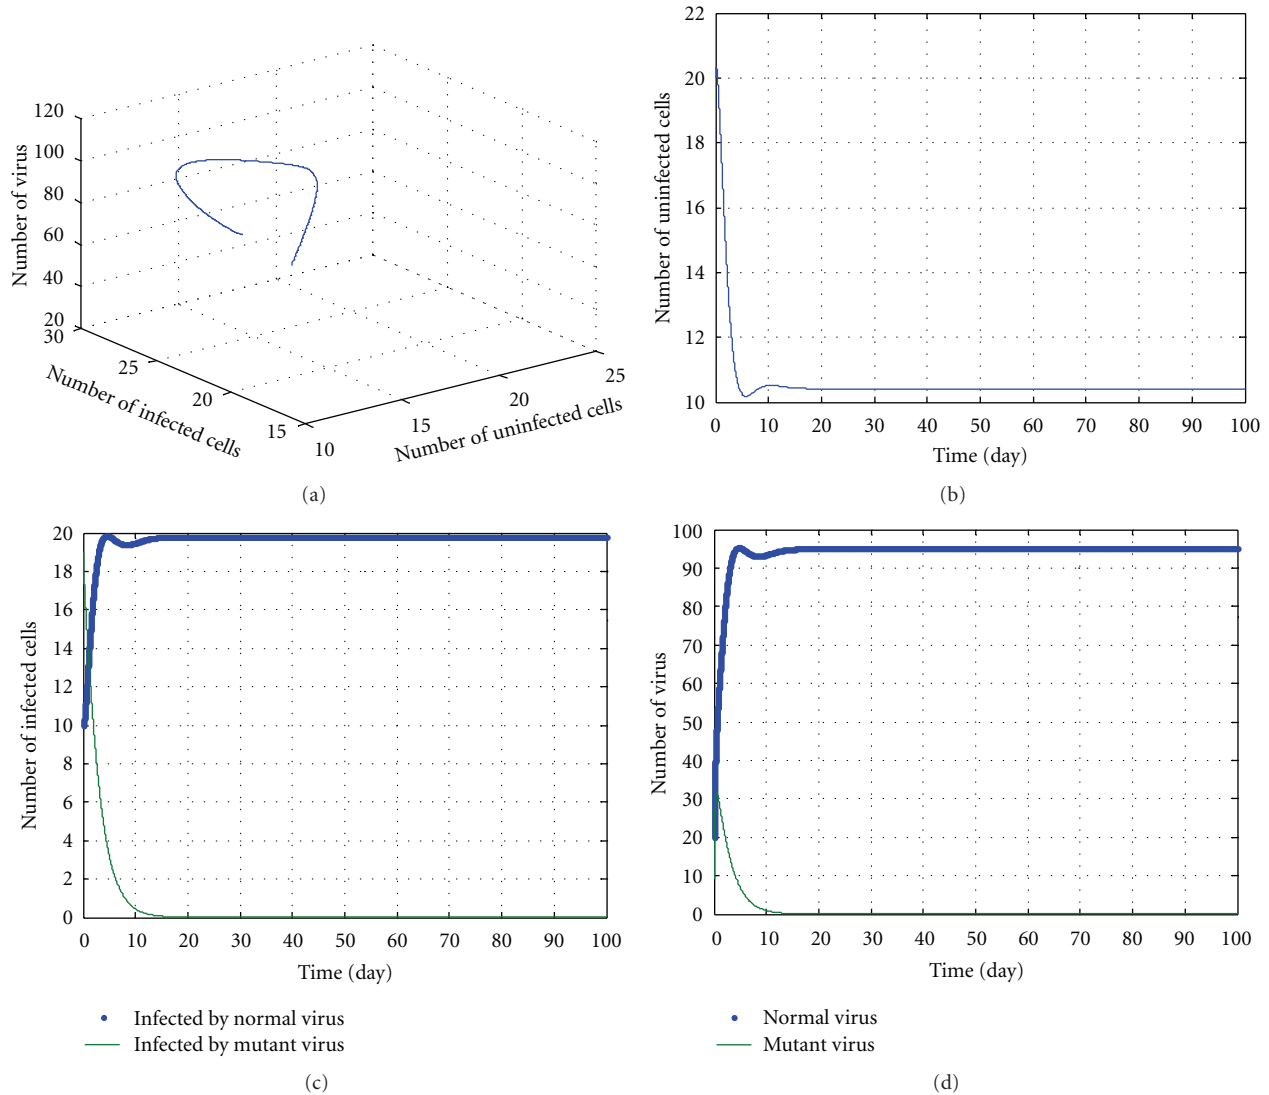 120
100
80
60
40
20
30
25
20
15
10
15
20
25
Number of virus
Number of infected cells
Number of uninfected cells
(a)
22
20
18
16
14
12
10
0 10 20 30 40 50 60 70 80 90 100
Number of uninfected cells
Time (day)
(b)
20
18
16
14
12
10
8
6
4
2
0
0 10 20 30 40 50 60 70 80 90 100
Number of infected cells
Time (day)
Infected by normal virus
Infected by mutant virus
(c)
100
90
80
70
60
50
40
30
20
10
0
0 10 20 30 40 50 60 70 80 90 100
Number of virus
Time (day)
Normal virus
Mutant virus
(d)